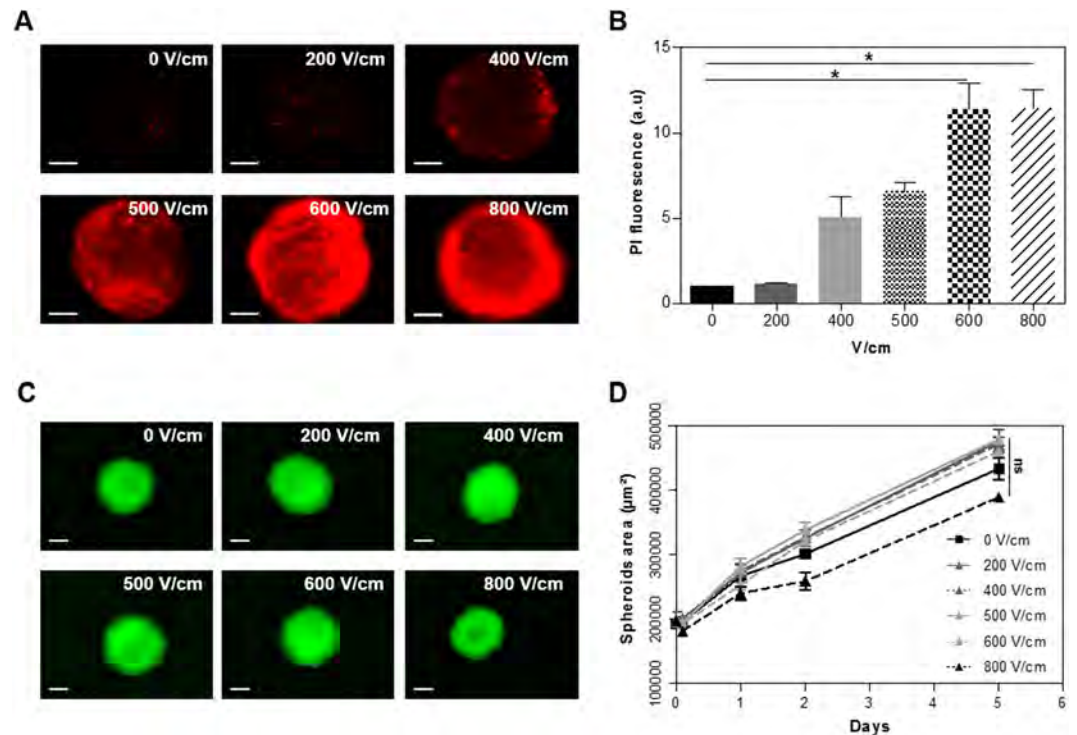 A
0 V/cm
200 V/cm
400 V/cm
500 V/cm
600 V/cm
800 V/cm
B
PI fluorescence (a.u)
15
10
5
0
*
*
0 200 400 500 600 800
V/cm
C
0 V/cm
200 V/cm
400 V/cm
500 V/cm
600 V/cm
800 V/cm
D
Spheroids area (µm²)
500000
400000
300000
200000
100000
ns
0 V/cm
200 V/cm
400 V/cm
500 V/cm
600 V/cm
800 V/cm
0 1 2 3 4 5 6
Days